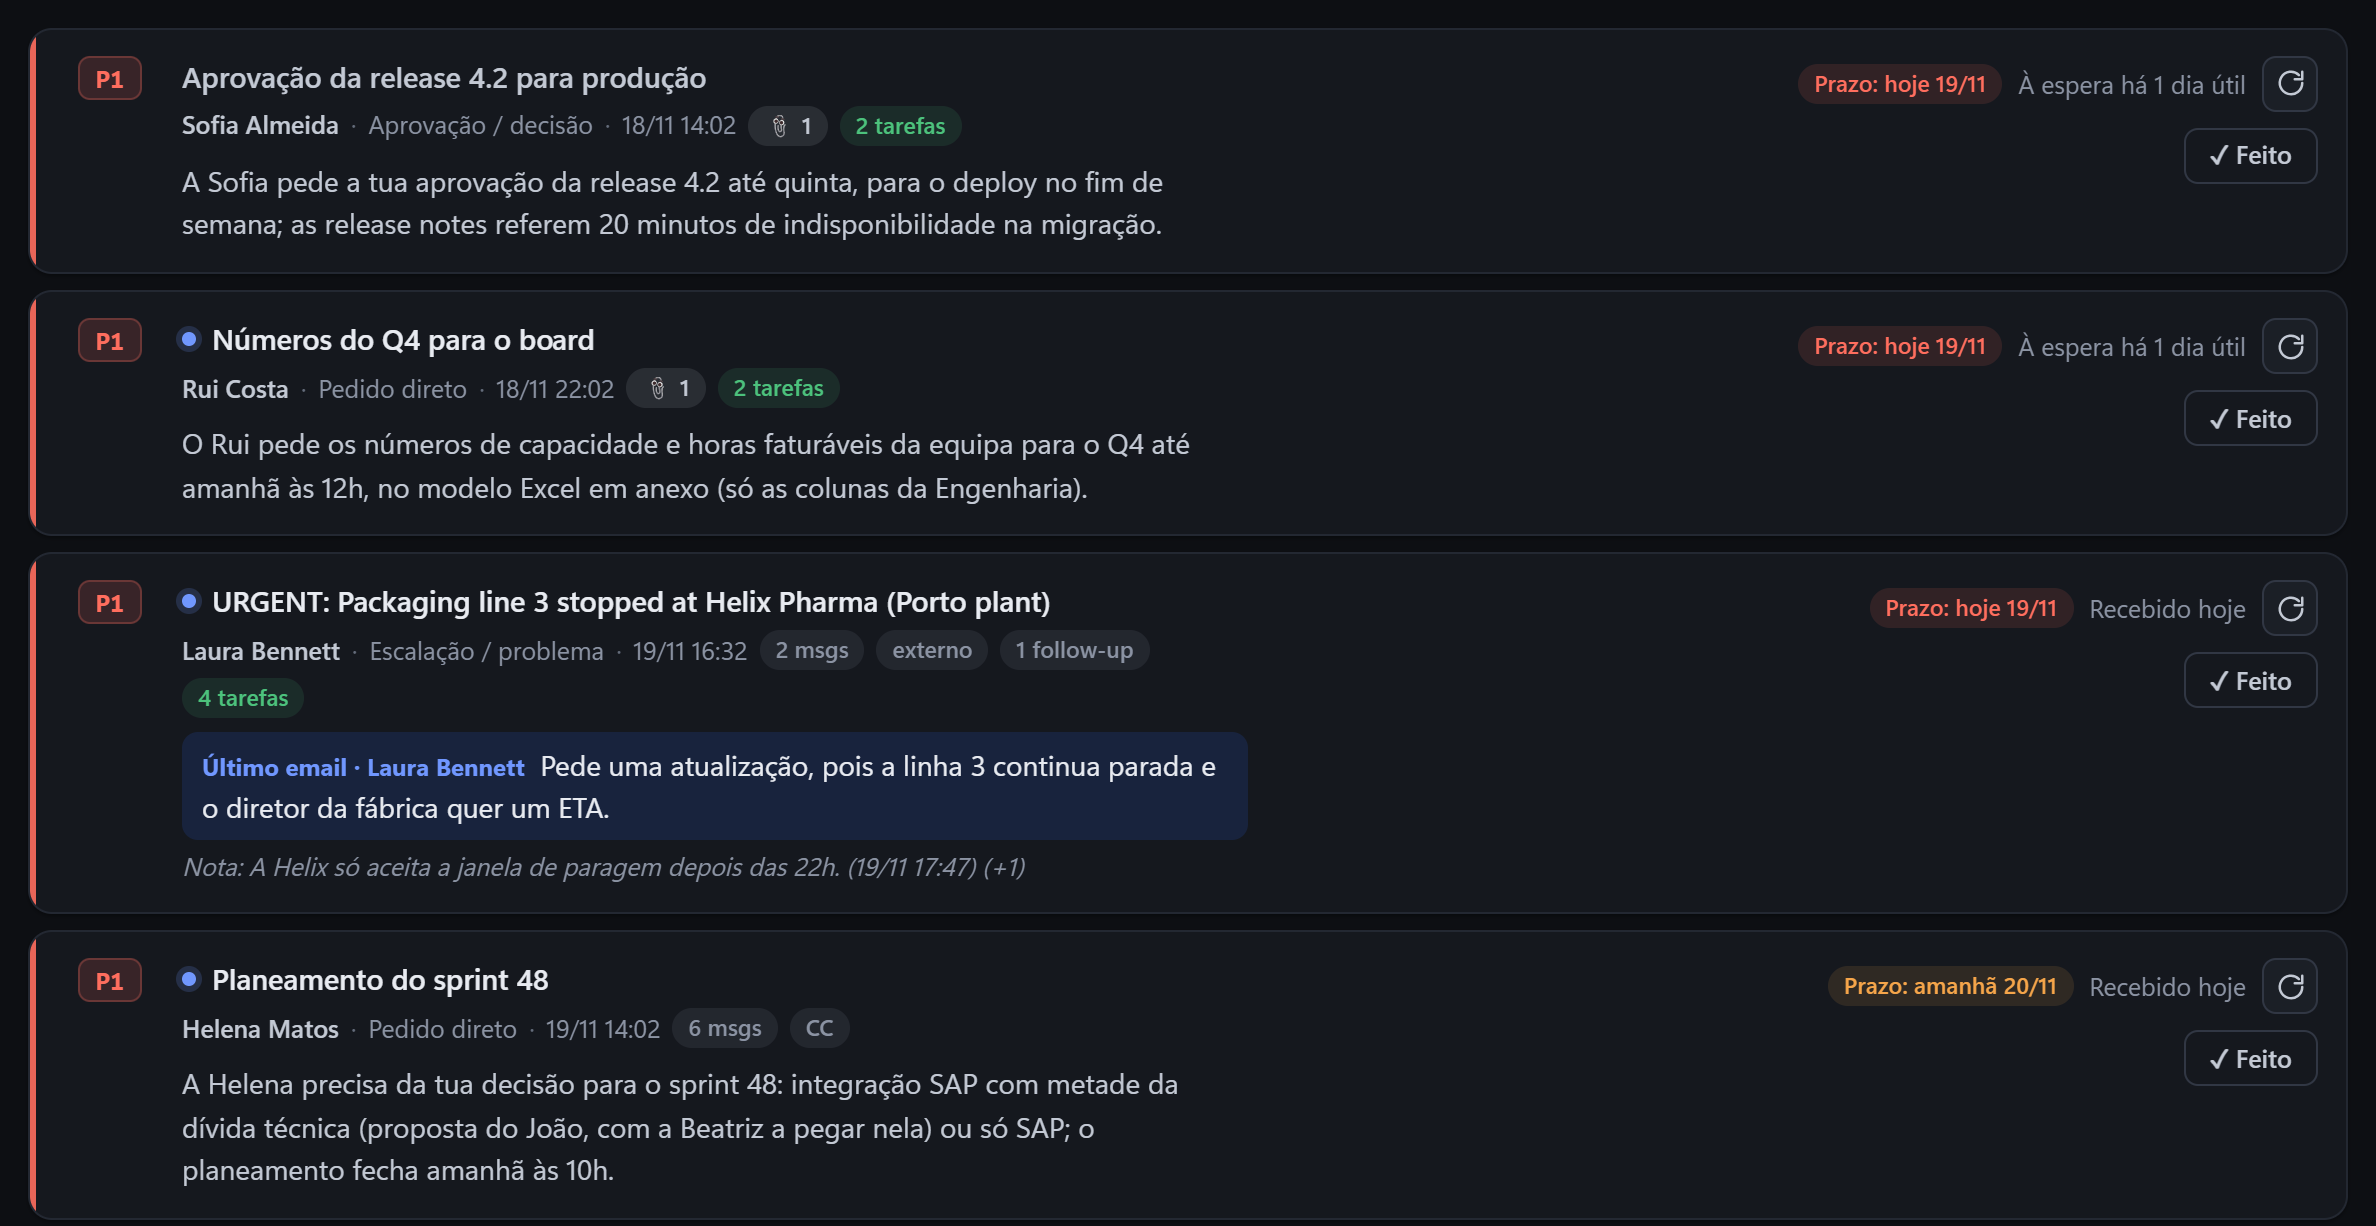 P1 Aprovação da release 4.2 para produção Prazo: hoje 19/11 À espera há 1 dia útil
Sofia Almeida · Aprovação / decisão · 18/11 14:02 1 2 tarefas
✓ Feito
A Sofia pede a tua aprovação da release 4.2 até quinta, para o deploy no fim de
semana; as release notes referem 20 minutos de indisponibilidade na migração.
P1 Números do Q4 para o board Prazo: hoje 19/11 À espera há 1 dia útil
Rui Costa · Pedido direto · 18/11 22:02 1 2 tarefas
✓ Feito
O Rui pede os números de capacidade e horas faturáveis da equipa para o Q4 até
amanhã às 12h, no modelo Excel em anexo (só as colunas da Engenharia).
P1 URGENT: Packaging line 3 stopped at Helix Pharma (Porto plant) Prazo: hoje 19/11 Recebido hoje
Laura Bennett · Escalação / problema · 19/11 16:32 2 msgs externo 1 follow-up
✓ Feito
4 tarefas
Último email · Laura Bennett Pede uma atualização, pois a linha 3 continua parada e
o diretor da fábrica quer um ETA.
Nota: A Helix só aceita a janela de paragem depois das 22h. (19/11 17:47) (+1)
P1 Planeamento do sprint 48 Prazo: amanhã 20/11 Recebido hoje
Helena Matos · Pedido direto · 19/11 14:02 6 msgs CC
✓ Feito
A Helena precisa da tua decisão para o sprint 48: integração SAP com metade da
dívida técnica (proposta do João, com a Beatriz a pegar nela) ou só SAP; o
planeamento fecha amanhã às 10h.